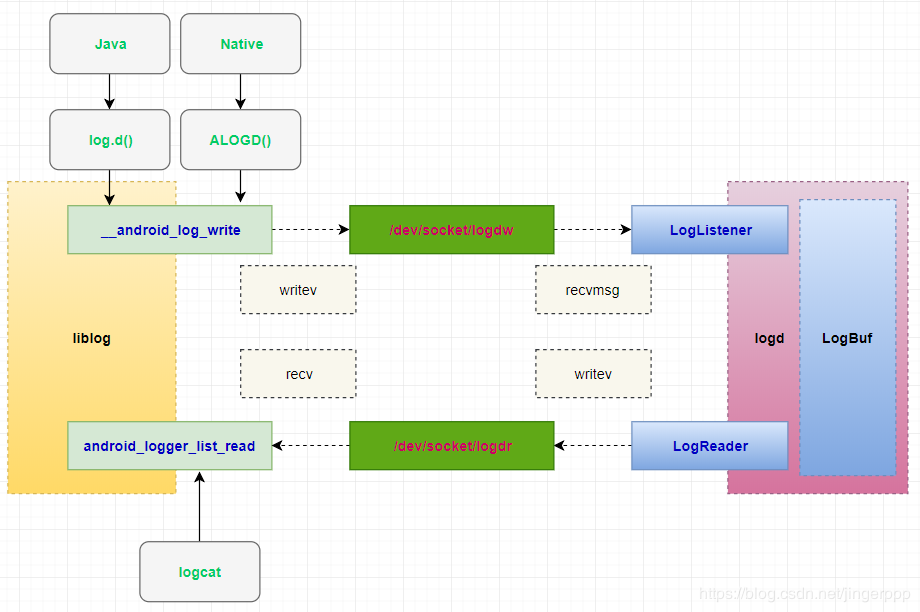 Java
Native
log.d()
ALOGD()
__android_log_write
/dev/socket/logdw
LogListener
writev
recvmsg
liblog
logd
LogBuf
recv
writev
android_logger_list_read
/dev/socket/logdr
LogReader
logcat
https://blog.csdn.net/jingerppp